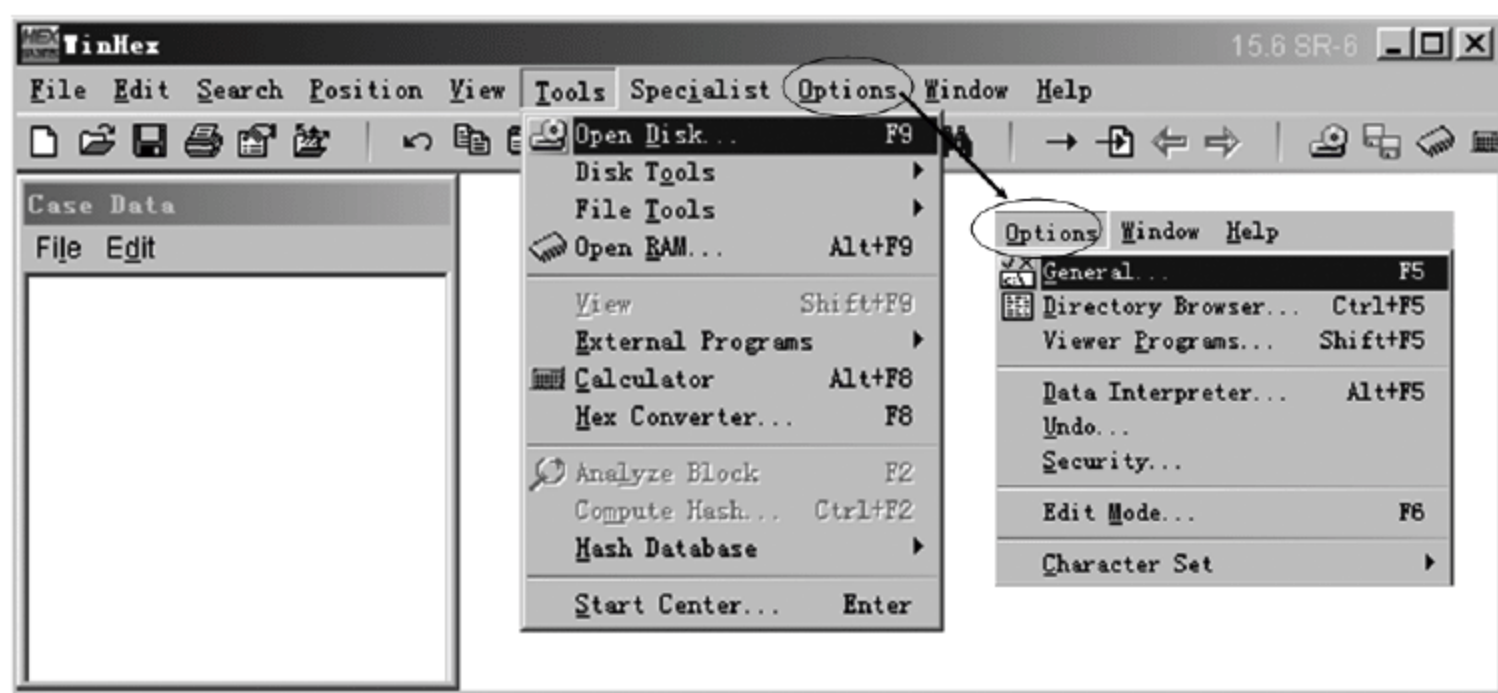 WinHex 15.6 SR-6
File Edit Search Position View Tools Specialist Options Window Help
Case Data
File Edit
Open Disk... F9
Disk Tools
File Tools
Open RAM... Alt+F9
View Shift+F9
External Programs
Calculator Alt+F8
Hex Converter... F8
Analyze Block F2
Compute Hash... Ctrl+F2
Hash Database
Start Center... Enter
Options Window Help
General... F5
Directory Browser... Ctrl+F5
Viewer Programs... Shift+F5
Data Interpreter... Alt+F5
Undo...
Security...
Edit Mode... F6
Character Set